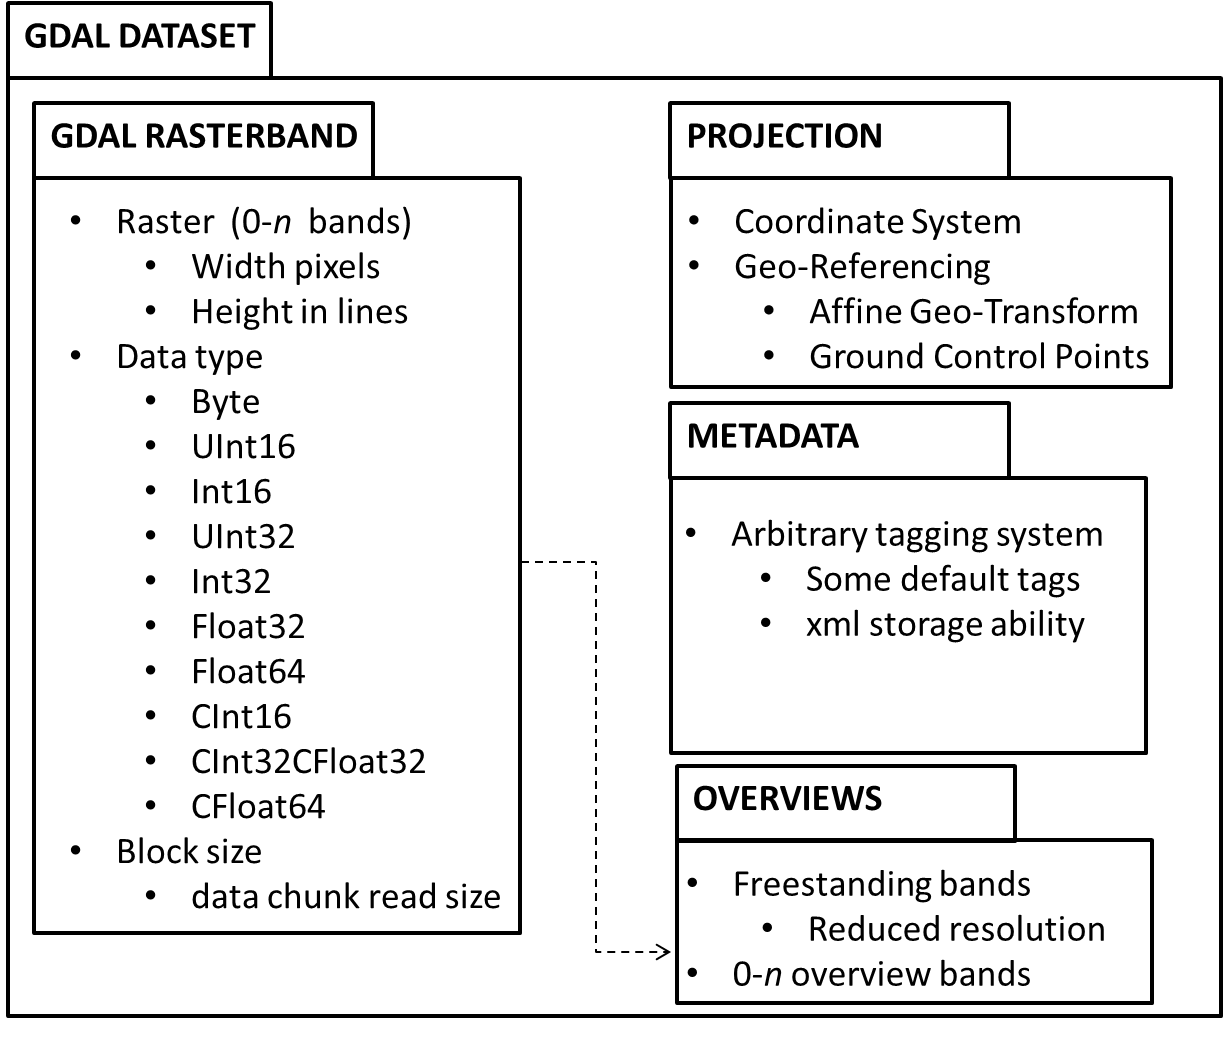 GDAL DATASET
GDAL RASTERBAND
• Raster (0-n bands)
• Width pixels
• Height in lines
• Data type
• Byte
• UInt16
• Int16
• UInt32
• Int32
• Float32
• Float64
• CInt16
• CInt32CFloat32
• CFloat64
• Block size
• data chunk read size
PROJECTION
• Coordinate System
• Geo-Referencing
• Affine Geo-Transform
• Ground Control Points
METADATA
• Arbitrary tagging system
• Some default tags
• xml storage ability
OVERVIEWS
• Freestanding bands
• Reduced resolution
• 0-n overview bands